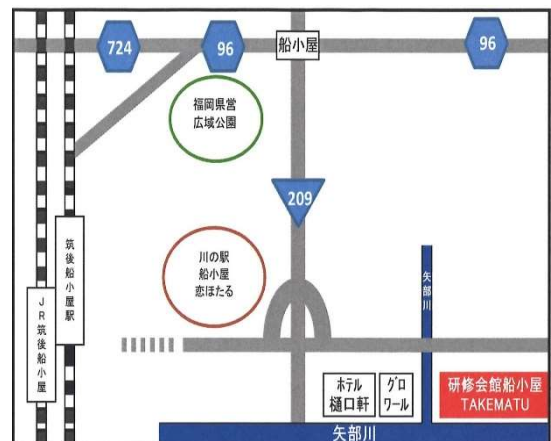 724
96
船小屋
96
福岡県営
広域公園
209
筑後船小屋駅
川の駅
船小屋
恋ほたる
矢部川
JR筑後船小屋
ホテル
樋口軒
グロ
ワール
研修会館船小屋
TAKEMATU
矢部川